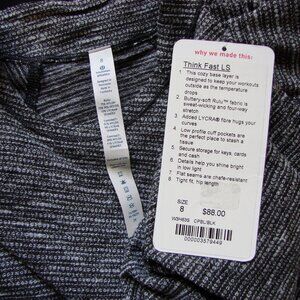 why we made this:
Think Fast LS
1 This cozy base layer is
designed to keep your workouts
outside as the temperature
drops
2 Buttery-soft Rulu™ fabric is
sweat-wicking and four-way
stretch
3 Added LYCRA® fibre hugs your
curves
4 Low profile cuff pockets are
the perfect place to stash a
tissue
5 Secure storage for keys, cards
and cash
6 Details help you shine bright
in low light
7 Flat seams are chafe-resistant
8 Tight fit, hip length
SIZE
8 $88.00
CPBL/BLK
000003579449
8